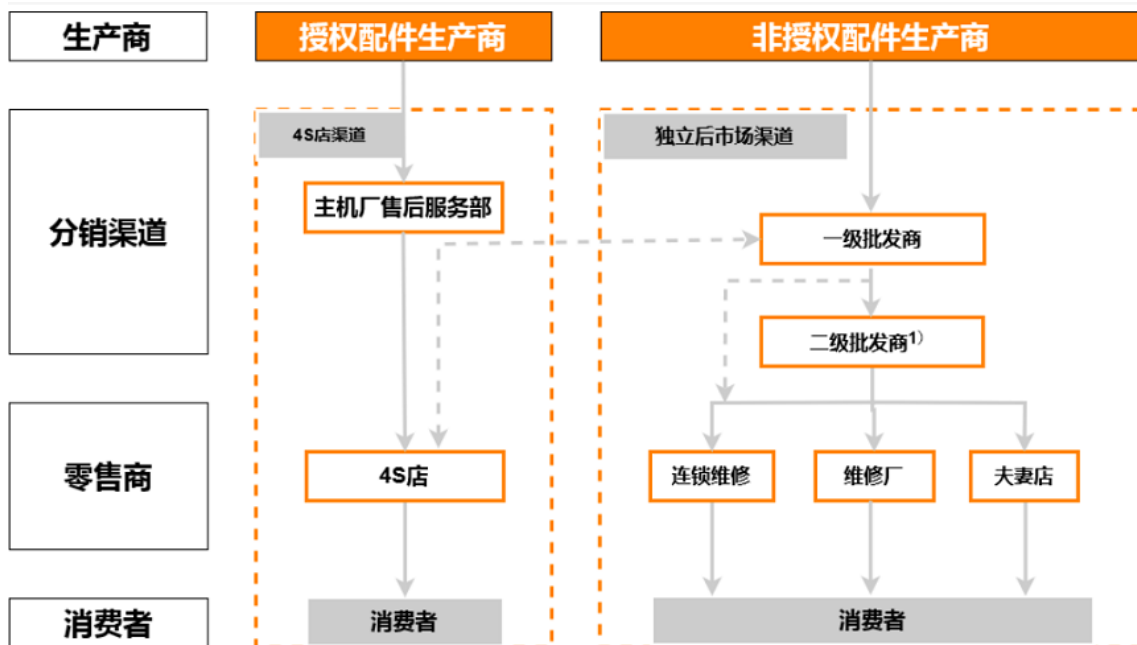 生产商
授权配件生产商
非授权配件生产商
4S店渠道
独立后市场渠道
分销渠道
主机厂售后服务部
一级批发商
二级批发商1)
零售商
4S店
连锁维修
维修厂
夫妻店
消费者
消费者
消费者